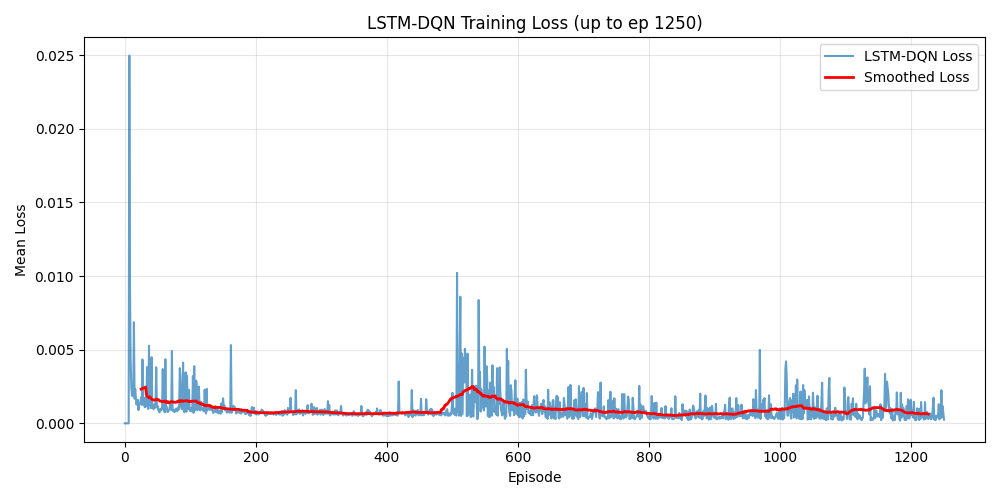 LSTM-DQN Training Loss (up to ep 1250)
LSTM-DQN Loss
Smoothed Loss
Mean Loss
0.025
0.020
0.015
0.010
0.005
0.000
0 200 400 600 800 1000 1200
Episode